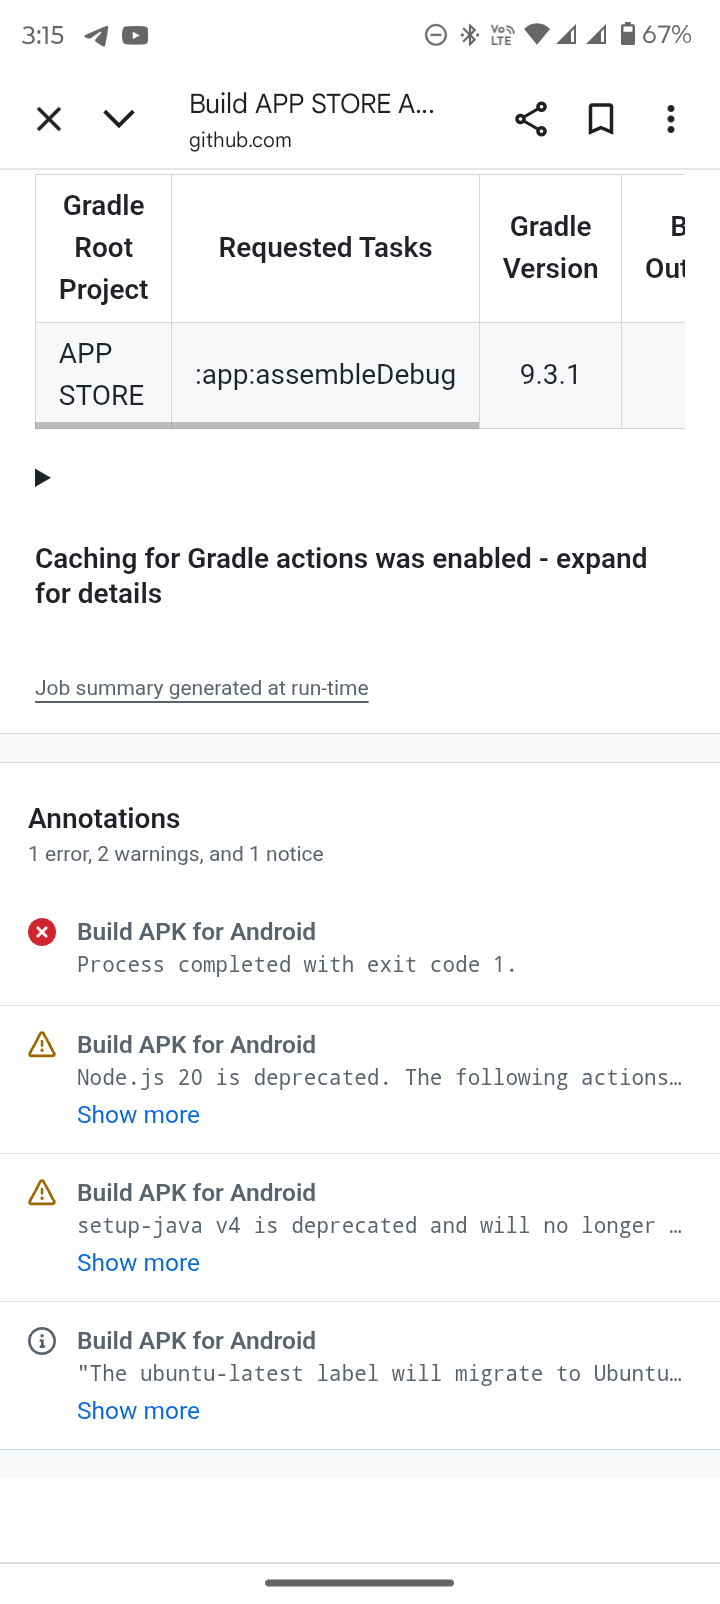 3:15
Vo LTE
67%
Build APP STORE A...
github.com
Gradle Root Project
Requested Tasks
Gradle Version
B
Out
APP STORE
:app:assembleDebug
9.3.1
Caching for Gradle actions was enabled - expand
for details
Job summary generated at run-time
Annotations
1 error, 2 warnings, and 1 notice
Build APK for Android
Process completed with exit code 1.
Build APK for Android
Node.js 20 is deprecated. The following actions…
Show more
Build APK for Android
setup-java v4 is deprecated and will no longer …
Show more
Build APK for Android
"The ubuntu-latest label will migrate to Ubuntu…
Show more